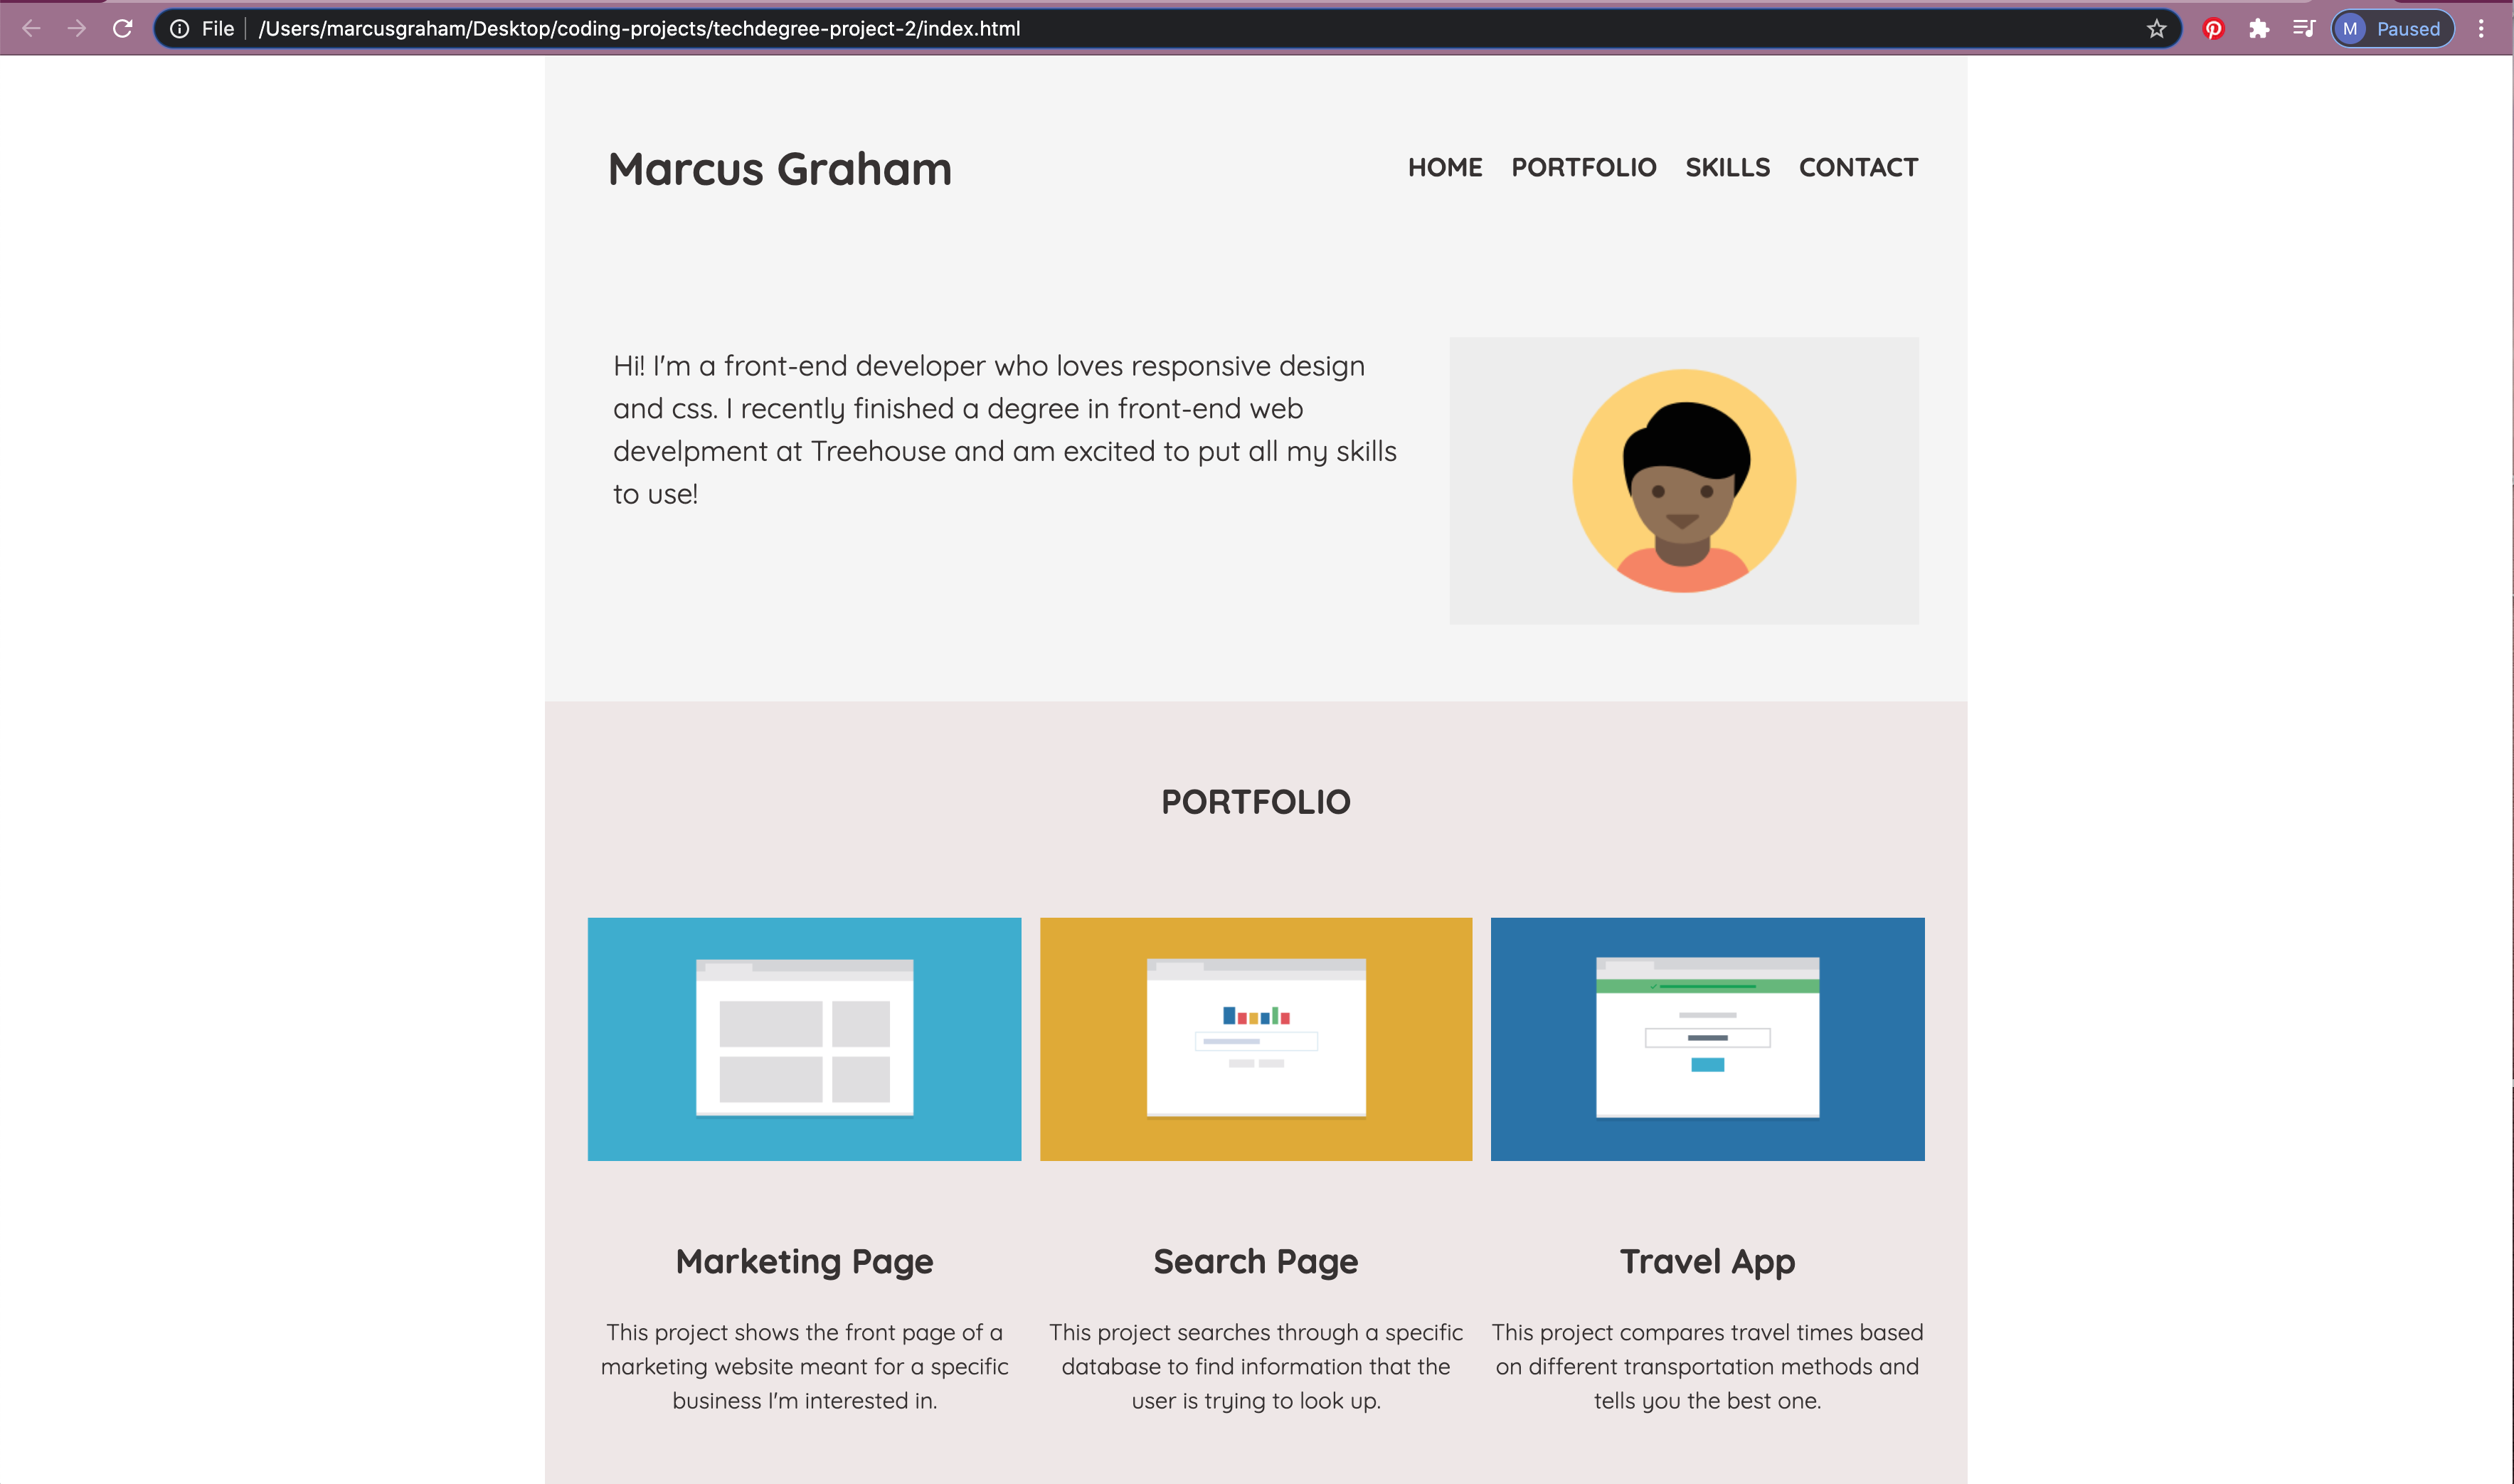 File /Users/marcusgraham/Desktop/coding-projects/techdegree-project-2/index.html M Paused
Marcus Graham
HOME PORTFOLIO SKILLS CONTACT
Hi! I'm a front-end developer who loves responsive design
and css. I recently finished a degree in front-end web
develpment at Treehouse and am excited to put all my skills
to use!
PORTFOLIO
Marketing Page
This project shows the front page of a
marketing website meant for a specific
business I'm interested in.
Search Page
This project searches through a specific
database to find information that the
user is trying to look up.
Travel App
This project compares travel times based
on different transportation methods and
tells you the best one.